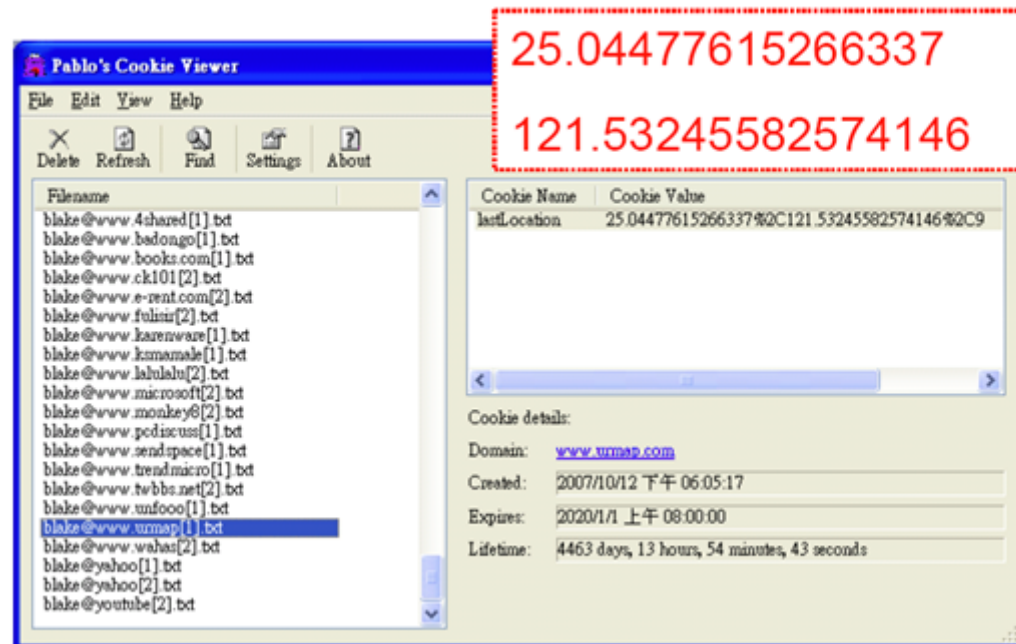 25.04477615266337
121.53245582574146
Pablo's Cookie Viewer
File Edit View Help
Delete Refresh Find Settings About
Filename
blake@www.4shared[1].txt
blake@www.badongo[1].txt
blake@www.books.com[1].txt
blake@www.ck101[2].txt
blake@www.e-rent.com[2].txt
blake@www.fulisir[2].txt
blake@www.karenware[1].txt
blake@www.ksmamale[1].txt
blake@www.lalulalu[2].txt
blake@www.microsoft[2].txt
blake@www.monkey8[2].txt
blake@www.pcdiscuss[1].txt
blake@www.sendspace[1].txt
blake@www.trendmicro[1].txt
blake@www.twbbs.net[2].txt
blake@www.unfooo[1].txt
blake@www.urmap[1].txt
blake@www.wahas[2].txt
blake@yahoo[1].txt
blake@yahoo[2].txt
blake@youtube[2].txt
Cookie Name Cookie Value
lastLocation 25.04477615266337%2C121.53245582574146%2C9
Cookie details:
Domain: www.urmap.com
Created: 2007/10/12 下午 06:05:17
Expires: 2020/1/1 上午 08:00:00
Lifetime: 4463 days, 13 hours, 54 minutes, 43 seconds